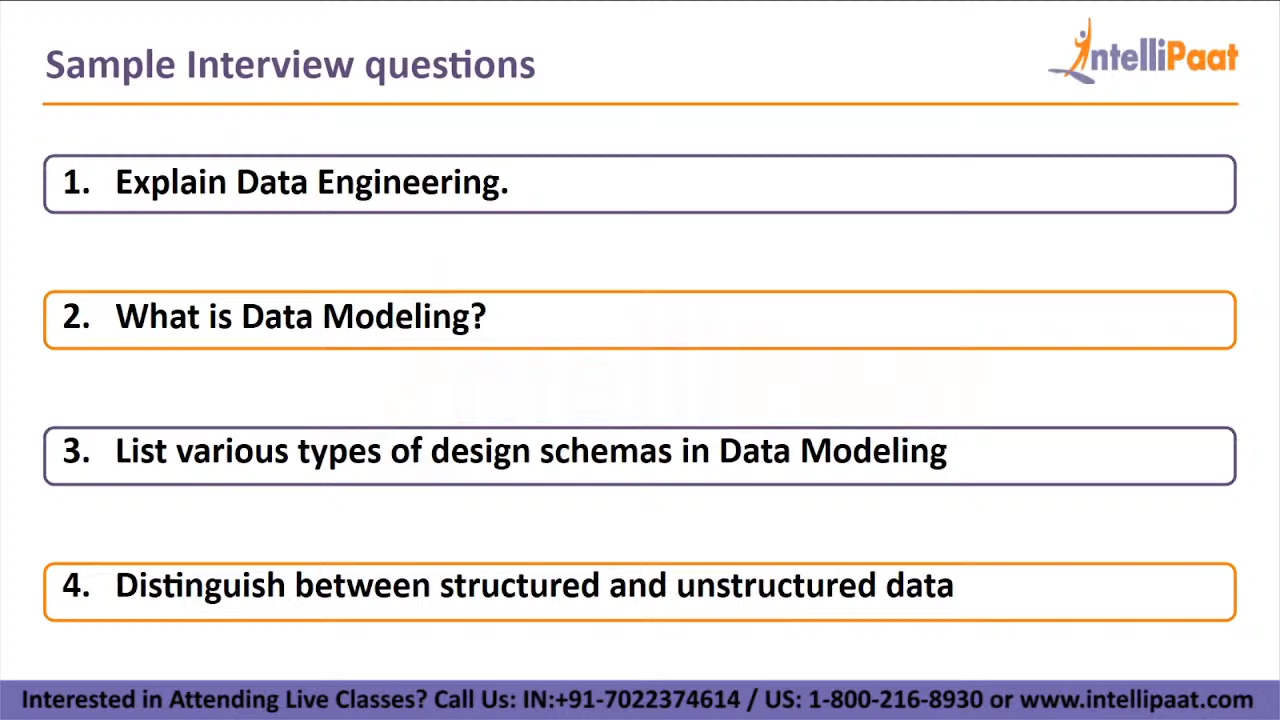 Sample Interview questions
IntelliPaat
1. Explain Data Engineering.
2. What is Data Modeling?
3. List various types of design schemas in Data Modeling
4. Distinguish between structured and unstructured data
Interested in Attending Live Classes? Call Us: IN:+91-7022374614 / US: 1-800-216-8930 or www.intellipaat.com